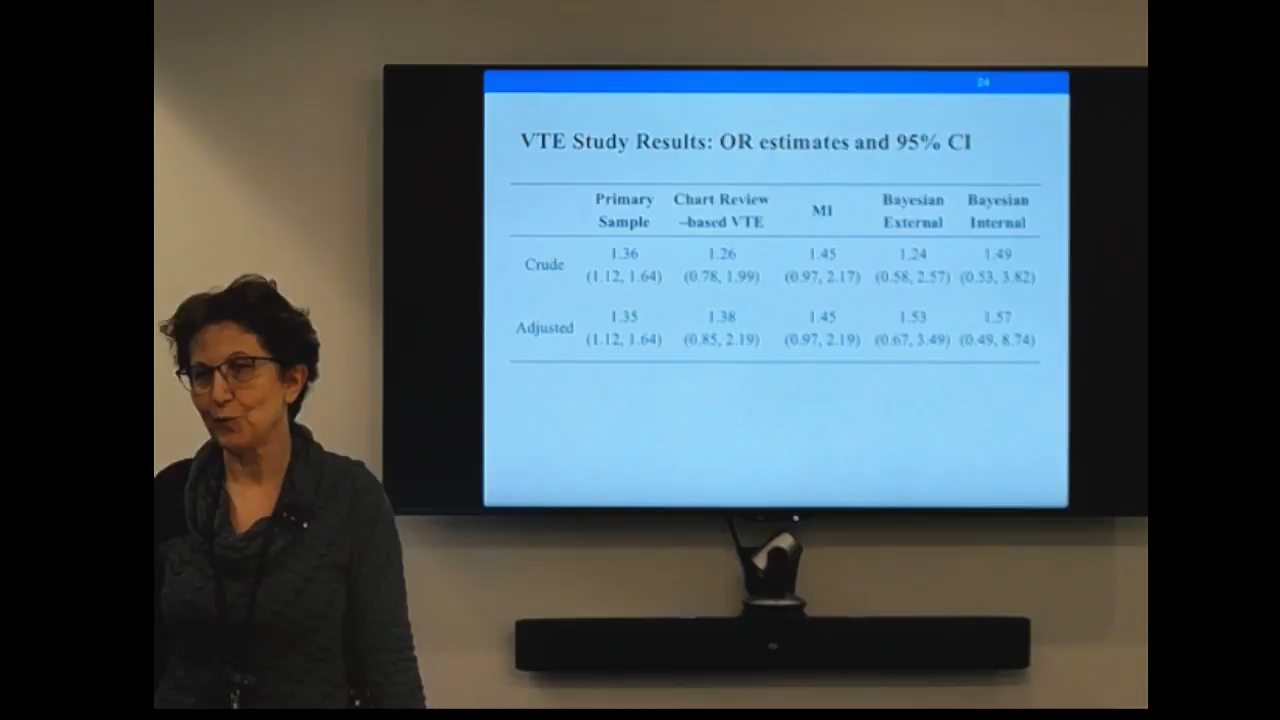 24
VTE Study Results: OR estimates and 95% CI
Primary Sample Chart Review –based VTE MI Bayesian External Bayesian Internal
Crude 1.36 1.26 1.45 1.24 1.49
(1.12, 1.64) (0.78, 1.99) (0.97, 2.17) (0.58, 2.57) (0.53, 3.82)
Adjusted 1.35 1.38 1.45 1.53 1.57
(1.12, 1.64) (0.85, 2.19) (0.97, 2.19) (0.67, 3.49) (0.49, 8.74)